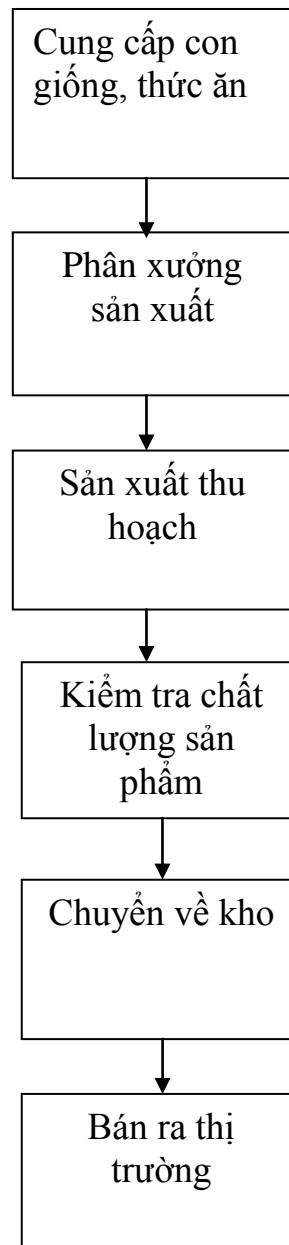 Cung cấp con
giống, thức ăn
Phân xưởng
sản xuất
Sản xuất thu
hoạch
Kiểm tra chất
lượng sản
phẩm
Chuyển về kho
Bán ra thị
trường